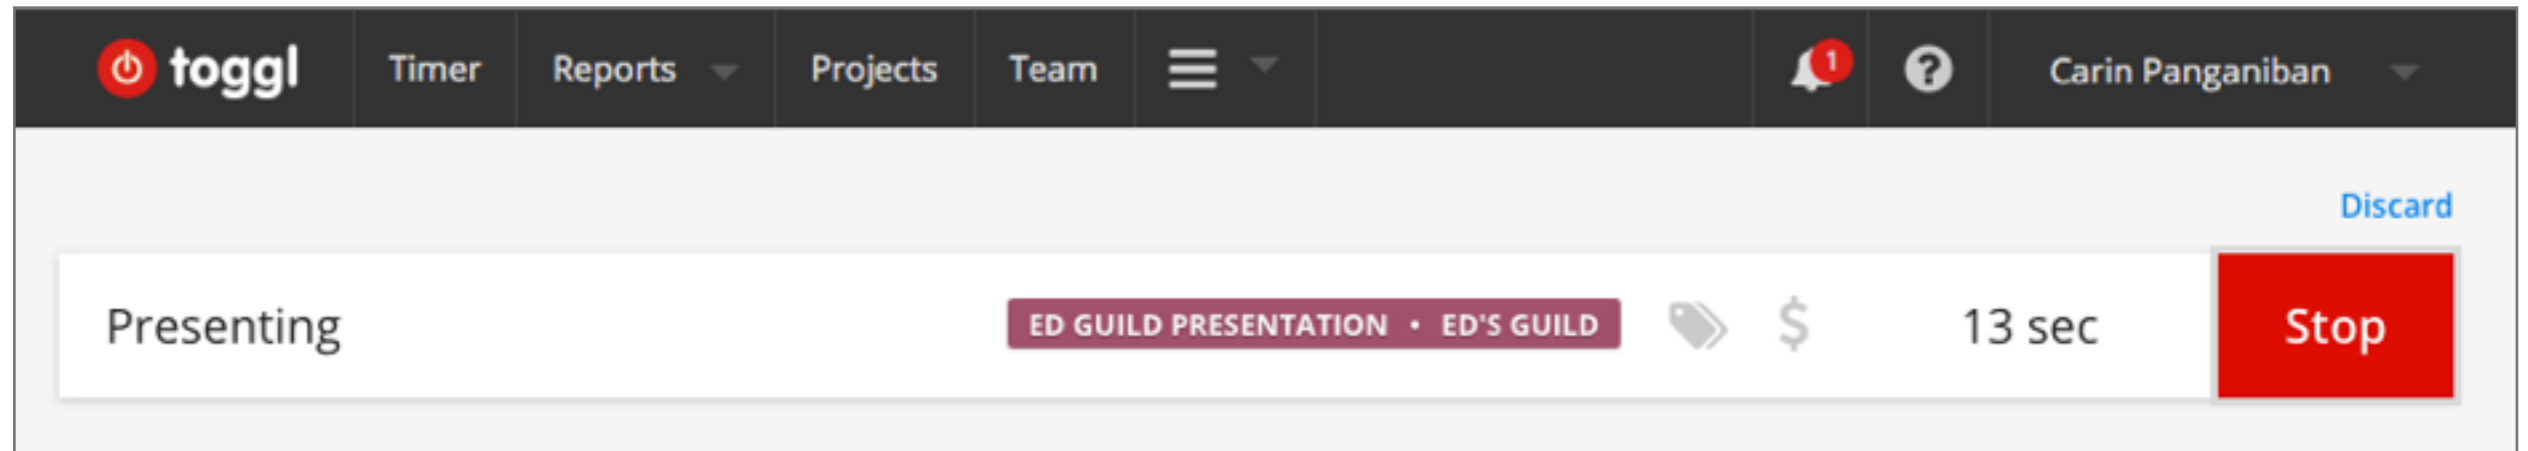 toggl Timer Reports Projects Team 1 ? Carin Panganiban
Discard
Presenting ED GUILD PRESENTATION • ED'S GUILD $ 13 sec Stop